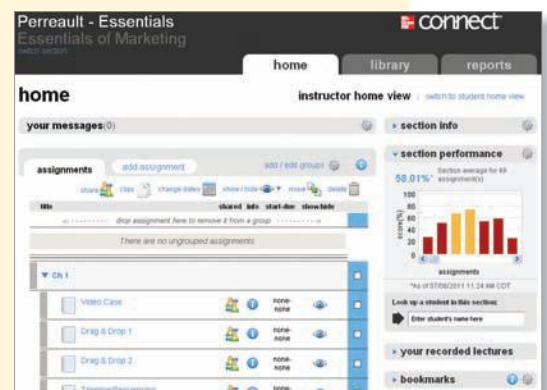 Perreault - Essentials
Essentials of Marketing
switch section
connect
home
library
reports
home
instructor home view
switch to student home view
your messages(0)
section info
assignments
add assignment
add / edit groups
section performance
58.01%*
Section average for 49 assignment(s)
share
copy
change dates
show / hide
move
delete
title
shared
info
start-due
show/hide
drop assignment here to remove it from a group
There are no ungrouped assignments.
100
80
60
40
20
0
score(%)
assignments
*As of 07/06/2011 11:24 AM CDT
Ch 1
Look up a student in this section:
Enter student's name here
Video Case
none-
none
Drag & Drop 1
none-
none
your recorded lectures
Drag & Drop 2
none-
none
bookmarks
none-